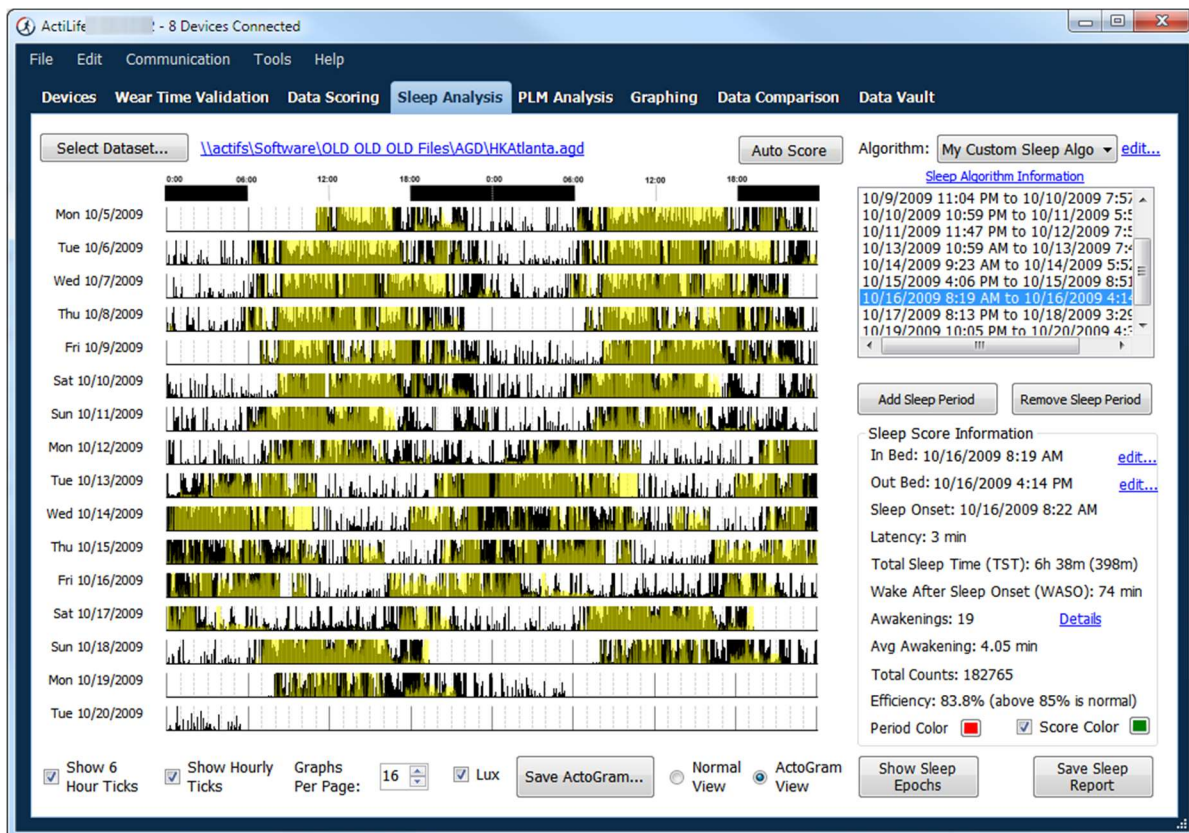 ActiLife - 8 Devices Connected
File Edit Communication Tools Help
Devices Wear Time Validation Data Scoring Sleep Analysis PLM Analysis Graphing Data Comparison Data Vault
Select Dataset... \\actifs\Software\OLD OLD OLD Files\AGD\HKAtlanta.agd Auto Score Algorithm: My Custom Sleep Algo edit...
Sleep Algorithm Information
0:00 06:00 12:00 18:00 0:00 06:00 12:00 18:00
Mon 10/5/2009
Tue 10/6/2009
Wed 10/7/2009
Thu 10/8/2009
Fri 10/9/2009
Sat 10/10/2009
Sun 10/11/2009
Mon 10/12/2009
Tue 10/13/2009
Wed 10/14/2009
Thu 10/15/2009
Fri 10/16/2009
Sat 10/17/2009
Sun 10/18/2009
Mon 10/19/2009
Tue 10/20/2009
10/9/2009 11:04 PM to 10/10/2009 7:57
10/10/2009 10:59 PM to 10/11/2009 5:5
10/11/2009 11:47 PM to 10/12/2009 7:5
10/13/2009 10:59 AM to 10/13/2009 7:4
10/14/2009 9:23 AM to 10/14/2009 5:52
10/15/2009 4:06 PM to 10/15/2009 8:51
10/16/2009 8:19 AM to 10/16/2009 4:14
10/17/2009 8:13 PM to 10/18/2009 3:29
10/19/2009 10:05 PM to 10/20/2009 4:3
Add Sleep Period Remove Sleep Period
Sleep Score Information
In Bed: 10/16/2009 8:19 AM edit...
Out Bed: 10/16/2009 4:14 PM edit...
Sleep Onset: 10/16/2009 8:22 AM
Latency: 3 min
Total Sleep Time (TST): 6h 38m (398m)
Wake After Sleep Onset (WASO): 74 min
Awakenings: 19 Details
Avg Awakening: 4.05 min
Total Counts: 182765
Efficiency: 83.8% (above 85% is normal)
Period Color Score Color
Show 6 Hour Ticks
Show Hourly Ticks
Graphs Per Page: 16
Lux
Save ActoGram...
Normal View
ActoGram View
Show Sleep Epochs
Save Sleep Report